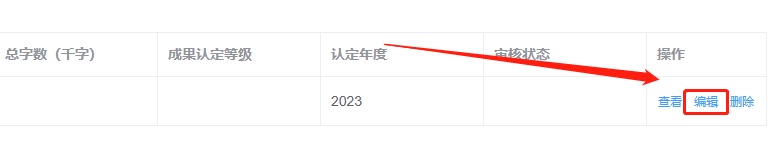 总字数（千字） 成果认定等级 认定年度 审核状态 操作
2023 查看 编辑 删除